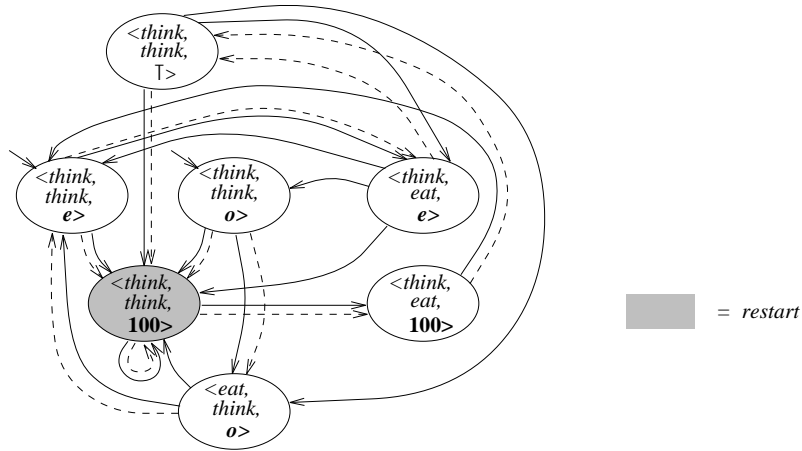 <think,
think,
T>
<think,
think,
e>
<think,
think,
o>
<think,
eat,
e>
<think,
think,
100>
<think,
eat,
100>
= restart
<eat,
think,
o>